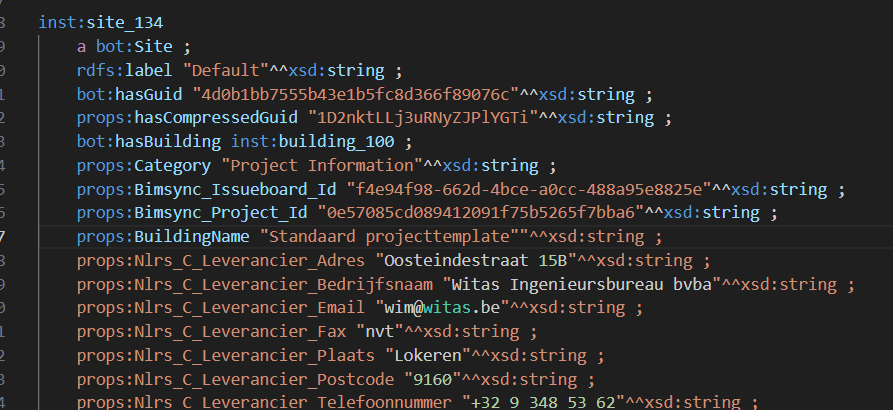 inst:site_134
a bot:Site ;
rdfs:label "Default"^^xsd:string ;
bot:hasGuid "4d0b1bb7555b43e1b5fc8d366f89076c"^^xsd:string ;
props:hasCompressedGuid "1D2nktLLj3uRNyZJPlYGTi"^^xsd:string ;
bot:hasBuilding inst:building_100 ;
props:Category "Project Information"^^xsd:string ;
props:Bimsync_Issueboard_Id "f4e94f98-662d-4bce-a0cc-488a95e8825e"^^xsd:string ;
props:Bimsync_Project_Id "0e57085cd089412091f75b5265f7bba6"^^xsd:string ;
props:BuildingName "Standaard projecttemplate""^^xsd:string ;
props:Nlrs_C_Leverancier_Adres "Oosteindestraat 15B"^^xsd:string ;
props:Nlrs_C_Leverancier_Bedrijfsnaam "Witas Ingenieursbureau bvba"^^xsd:string ;
props:Nlrs_C_Leverancier_Email "wim@witas.be"^^xsd:string ;
props:Nlrs_C_Leverancier_Fax "nvt"^^xsd:string ;
props:Nlrs_C_Leverancier_Plaats "Lokeren"^^xsd:string ;
props:Nlrs_C_Leverancier_Postcode "9160"^^xsd:string ;
props:Nlrs_C_Leverancier_Telefoonnummer "+32 9 348 53 62"^^xsd:string ;